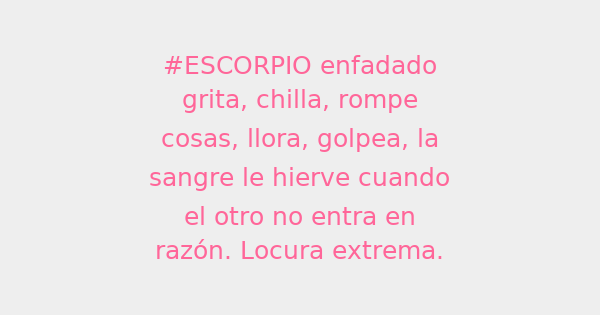 #ESCORPIO enfadado
grita, chilla, rompe
cosas, llora, golpea, la
sangre le hierve cuando
el otro no entra en
razón. Locura extrema.